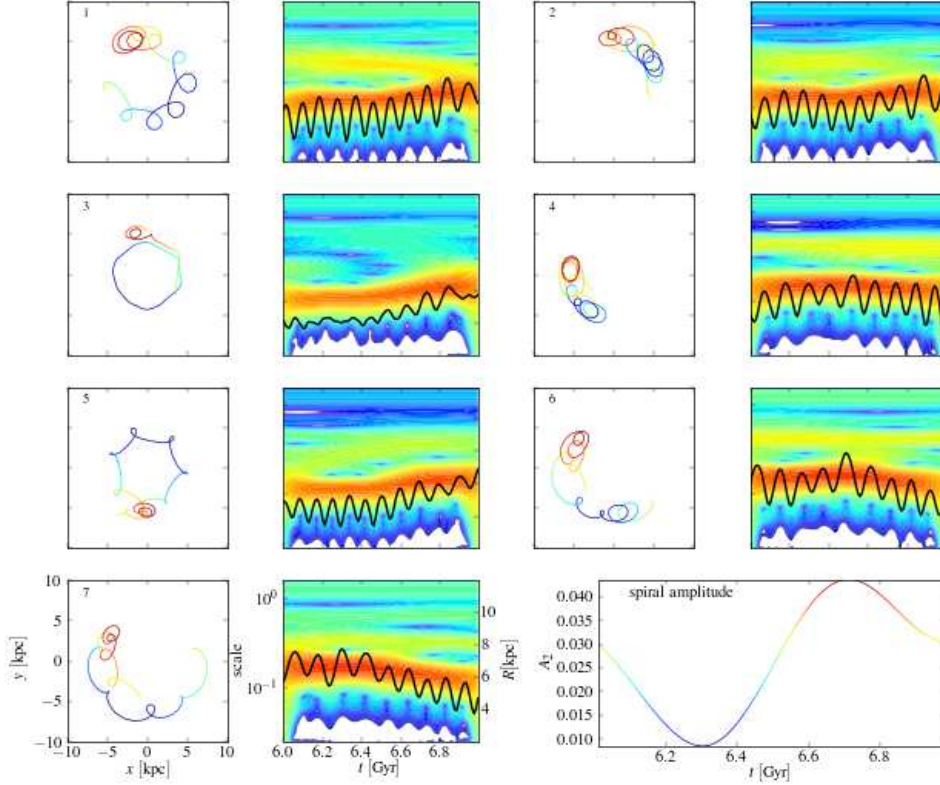 1
2
3
4
5
6
7
10
5
0
−5
−10
y [kpc]
−10 −5 0 5 10
x [kpc]
scale
10⁰
10⁻¹
6.0 6.2 6.4 6.6 6.8
t [Gyr]
10
8
6
4
R[kpc]
spiral amplitude
0.040
0.035
0.030
0.025
0.020
0.015
0.010
A₂
6.2 6.4 6.6 6.8
t [Gyr]